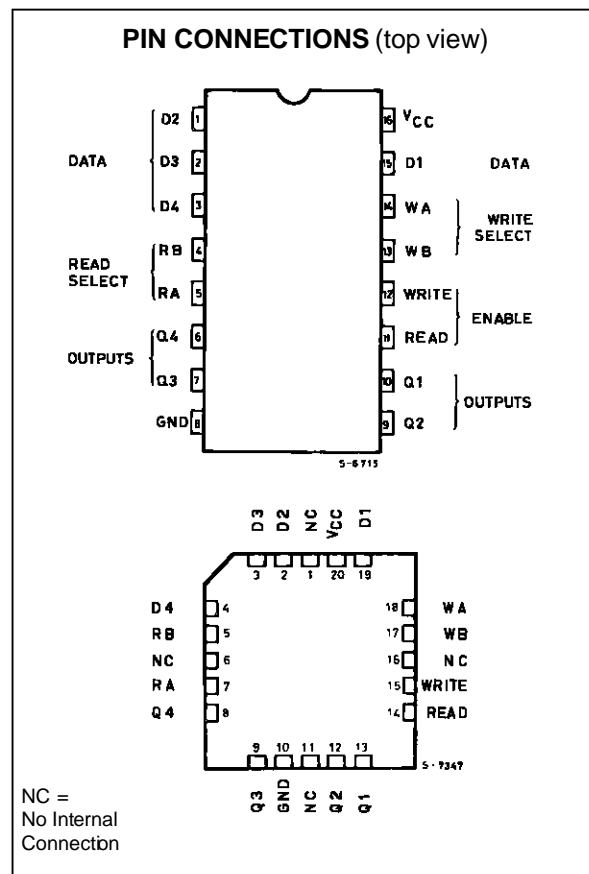 PIN CONNECTIONS (top view)
D2 1 16 VCC
DATA D3 2 15 D1 DATA
D4 3 14 WA
WRITE SELECT
RB 4 13 WB
READ SELECT
RA 5 12 WRITE
ENABLE
Q4 6 11 READ
OUTPUTS
Q3 7 10 Q1
OUTPUTS
GND 8 9 Q2
S-6715
D3 D2 NC VCC D1
3 2 1 20 19
D4 4 18 WA
RB 5 17 WB
NC 6 16 NC
RA 7 15 WRITE
Q4 8 14 READ
9 10 11 12 13
S-7347
Q3 GND NC Q2 Q1
NC =
No Internal
Connection